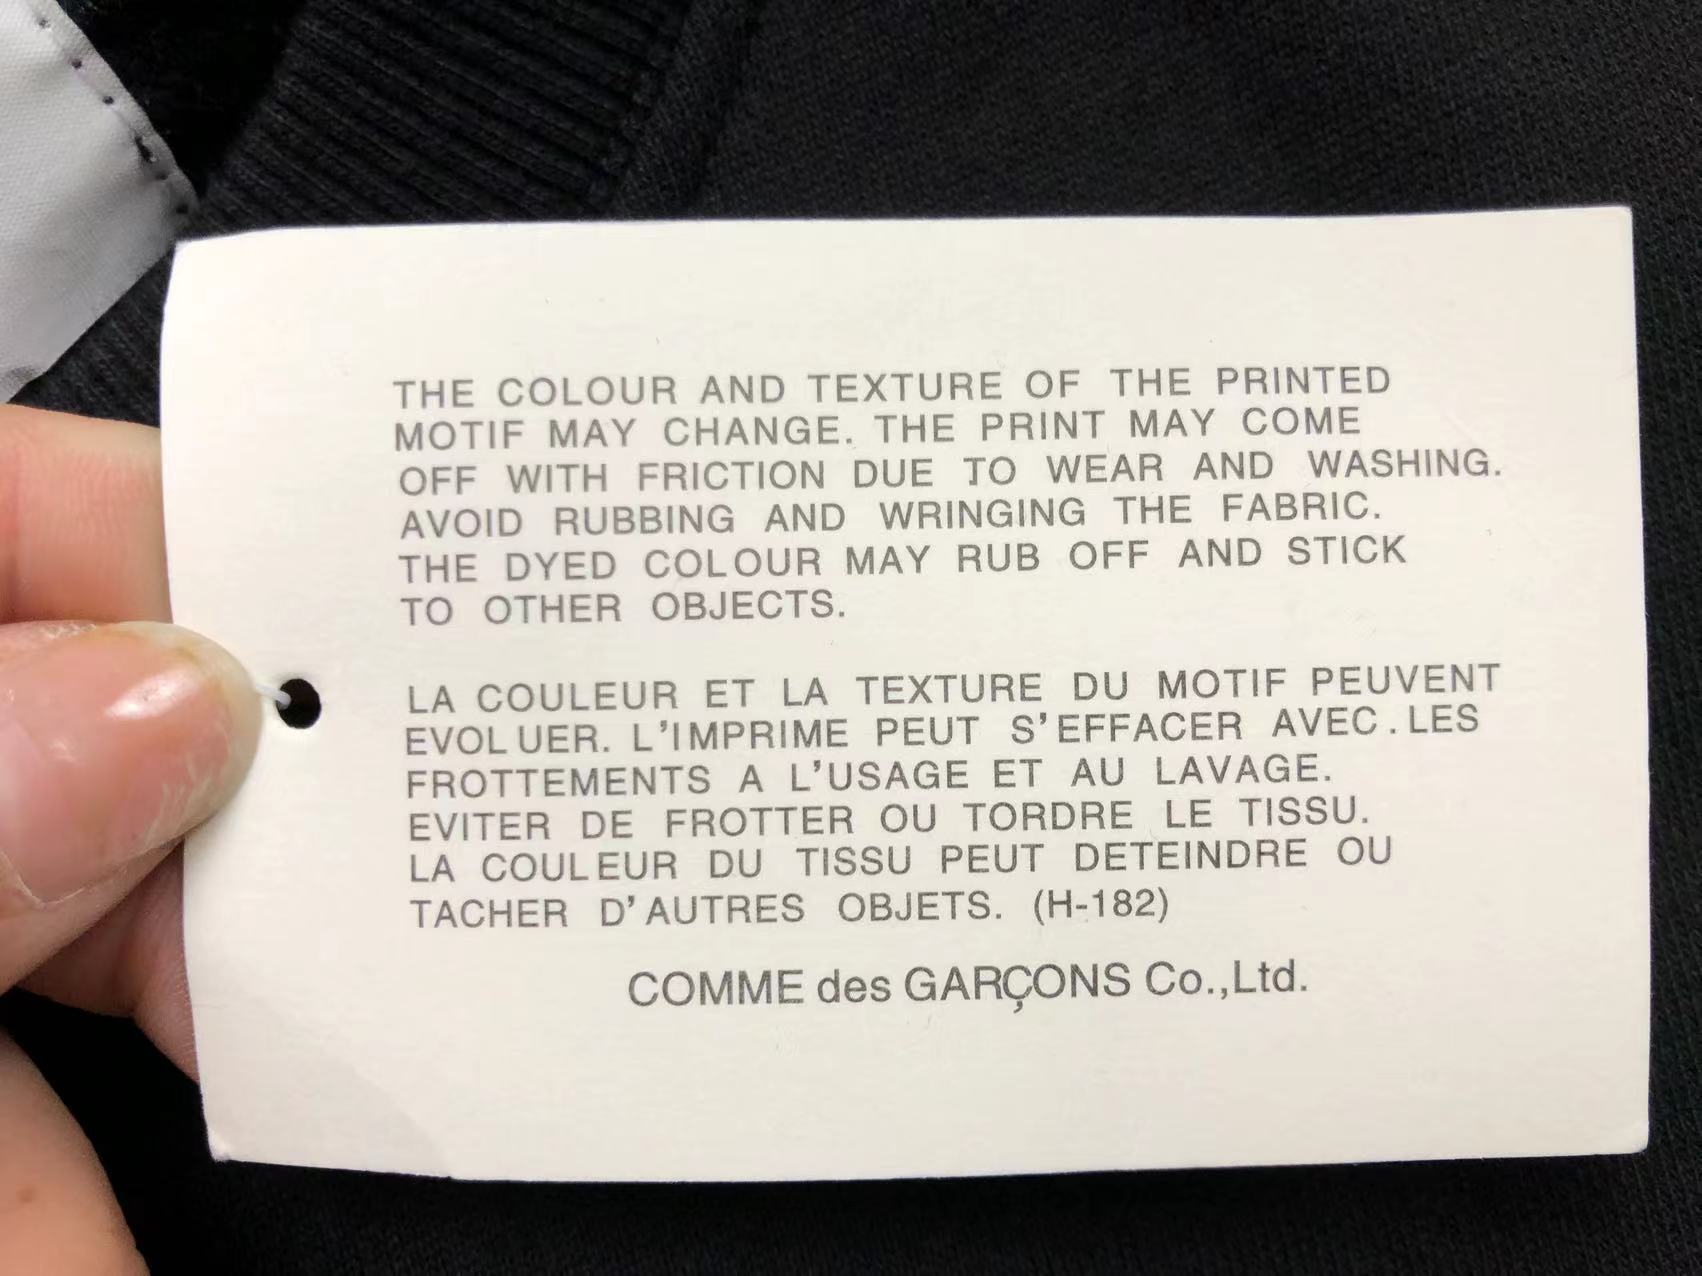 THE COLOUR AND TEXTURE OF THE PRINTED
MOTIF MAY CHANGE. THE PRINT MAY COME
OFF WITH FRICTION DUE TO WEAR AND WASHING.
AVOID RUBBING AND WRINGING THE FABRIC.
THE DYED COLOUR MAY RUB OFF AND STICK
TO OTHER OBJECTS.
LA COULEUR ET LA TEXTURE DU MOTIF PEUVENT
EVOLUER. L'IMPRIME PEUT S'EFFACER AVEC.LES
FROTTEMENTS A L'USAGE ET AU LAVAGE.
EVITER DE FROTTER OU TORDRE LE TISSU.
LA COULEUR DU TISSU PEUT DETEINDRE OU
TACHER D'AUTRES OBJETS. (H-182)
COMME des GARÇONS Co.,Ltd.